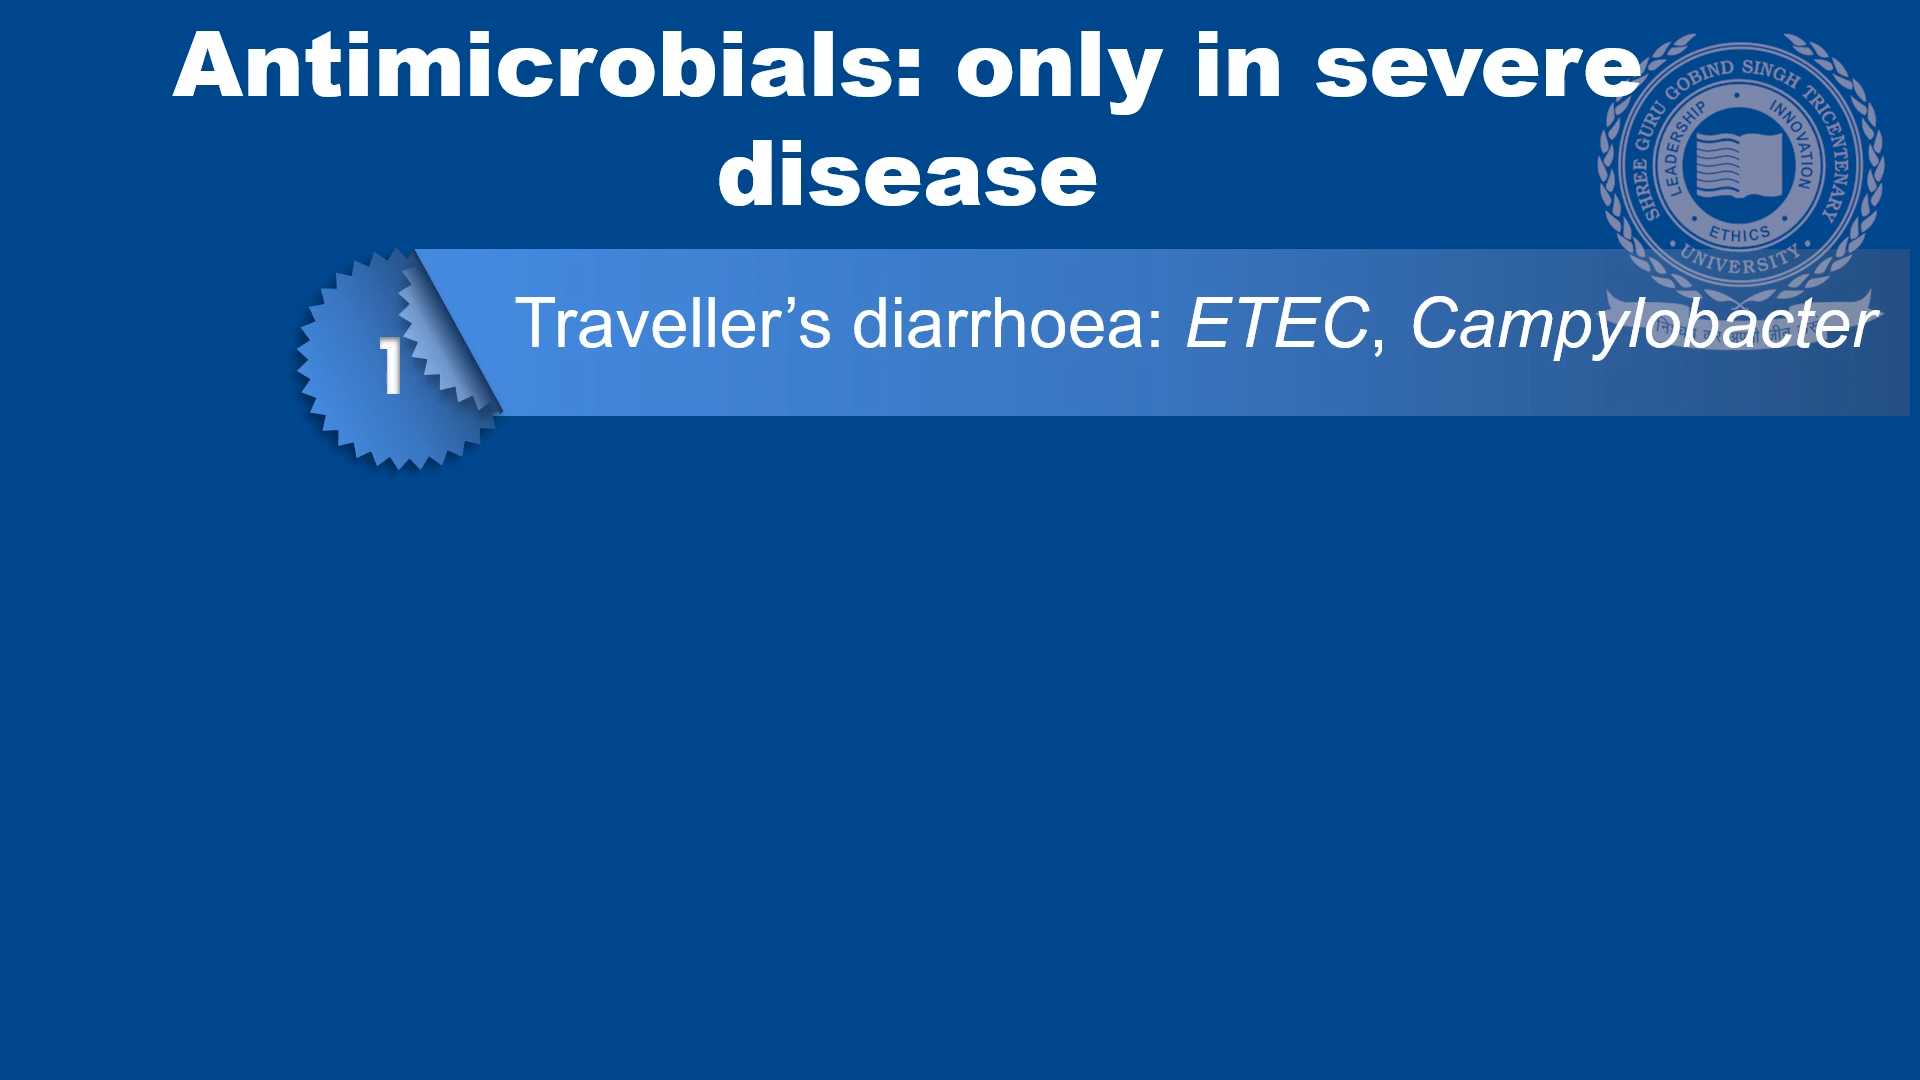 Antimicrobials: only in severe
disease
SHREE GURU GOBIND SINGH TRICENTENARY
UNIVERSITY
LEADERSHIP
INNOVATION
ETHICS
1
Traveller’s diarrhoea: ETEC, Campylobacter